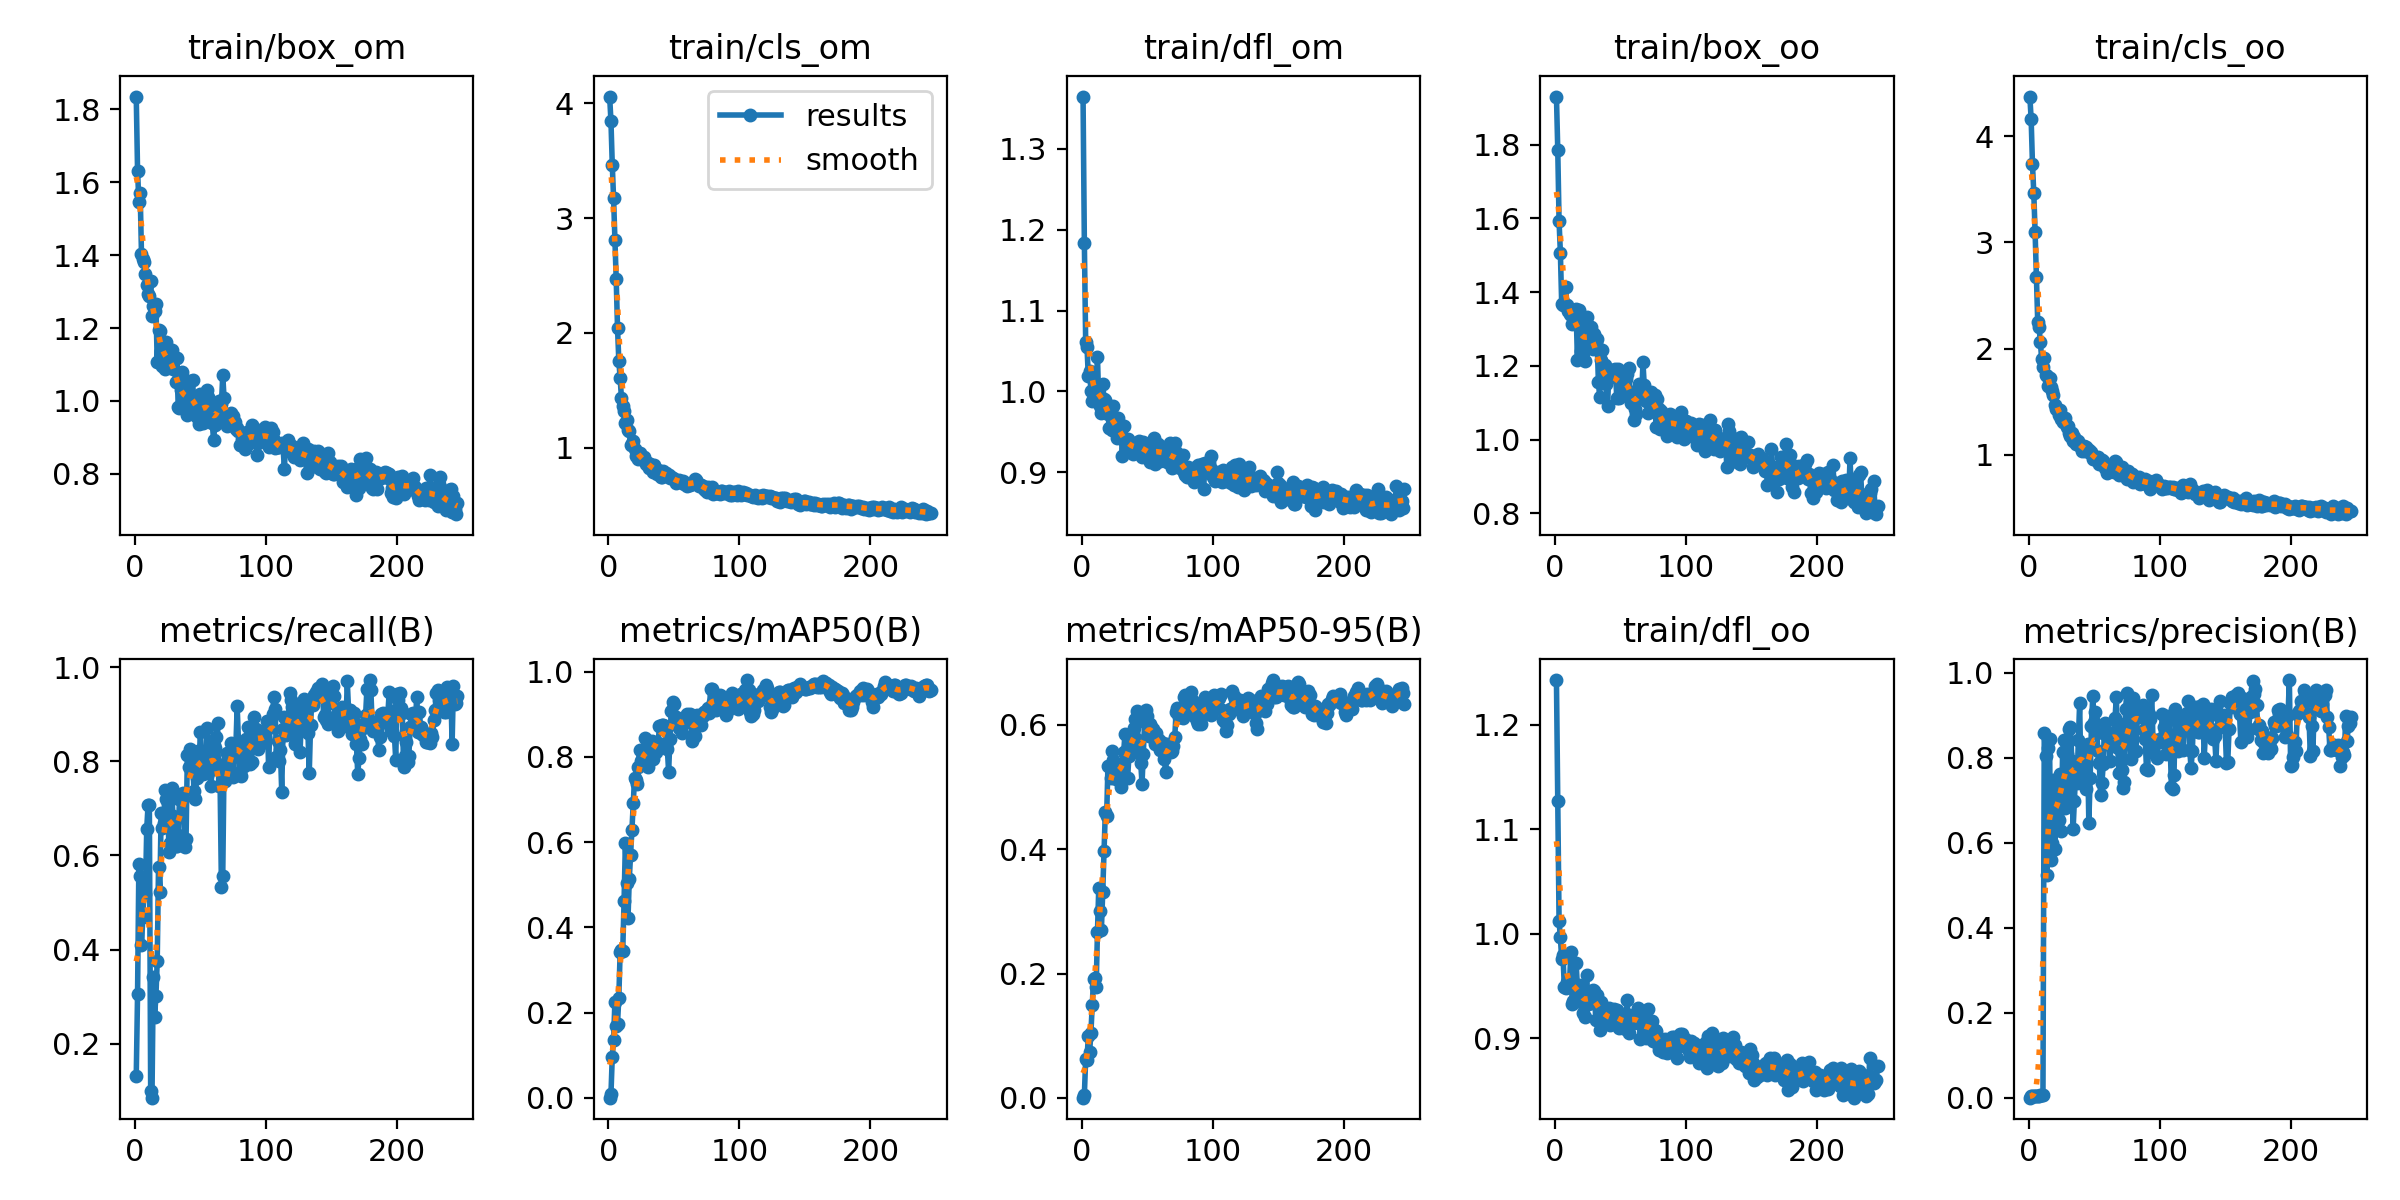 train/box_om
1.8
1.6
1.4
1.2
1.0
0.8
0 100 200
train/cls_om
results
smooth
4
3
2
1
0 100 200
train/dfl_om
1.3
1.2
1.1
1.0
0.9
0 100 200
train/box_oo
1.8
1.6
1.4
1.2
1.0
0.8
0 100 200
train/cls_oo
4
3
2
1
0 100 200
metrics/recall(B)
1.0
0.8
0.6
0.4
0.2
0 100 200
metrics/mAP50(B)
1.0
0.8
0.6
0.4
0.2
0.0
0 100 200
metrics/mAP50-95(B)
0.6
0.4
0.2
0.0
0 100 200
train/dfl_oo
1.2
1.1
1.0
0.9
0 100 200
metrics/precision(B)
1.0
0.8
0.6
0.4
0.2
0.0
0 100 200